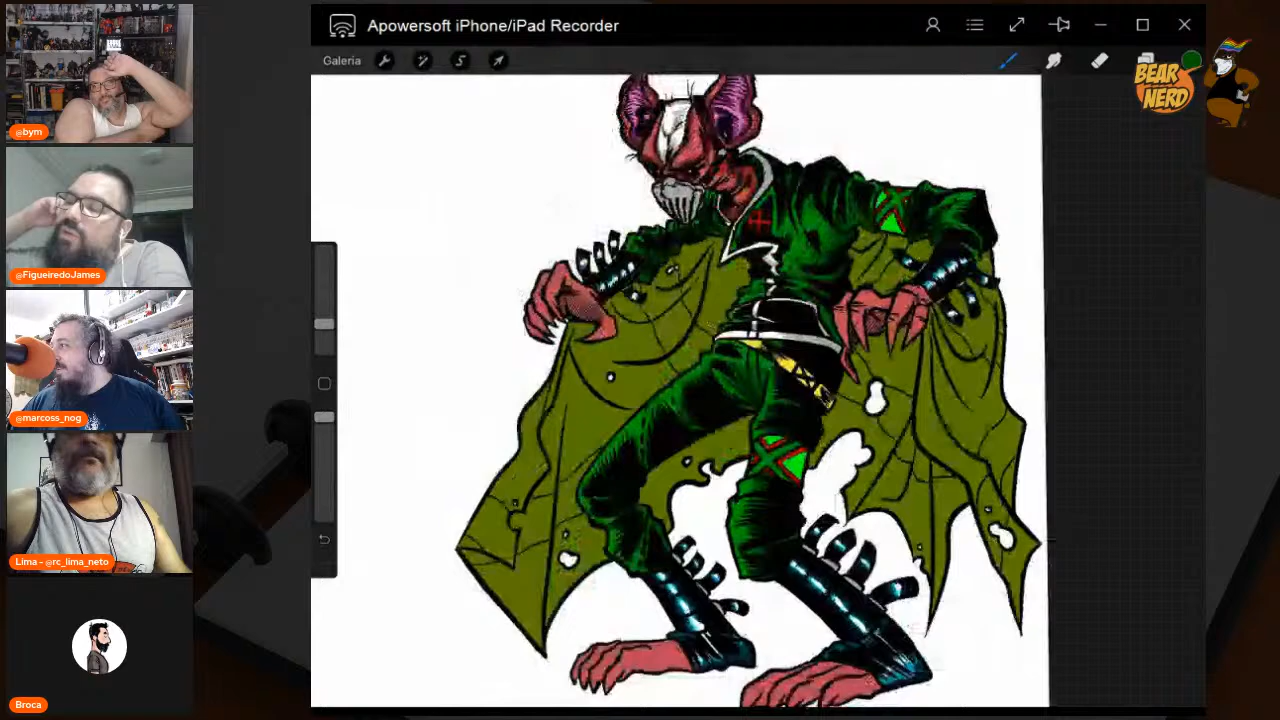 Apowersoft iPhone/iPad Recorder
Galeria
BEAR
NERD
@bym
@FigueiredoJames
@marcoss_nog
Lima - @rc_lima_neto
Broca